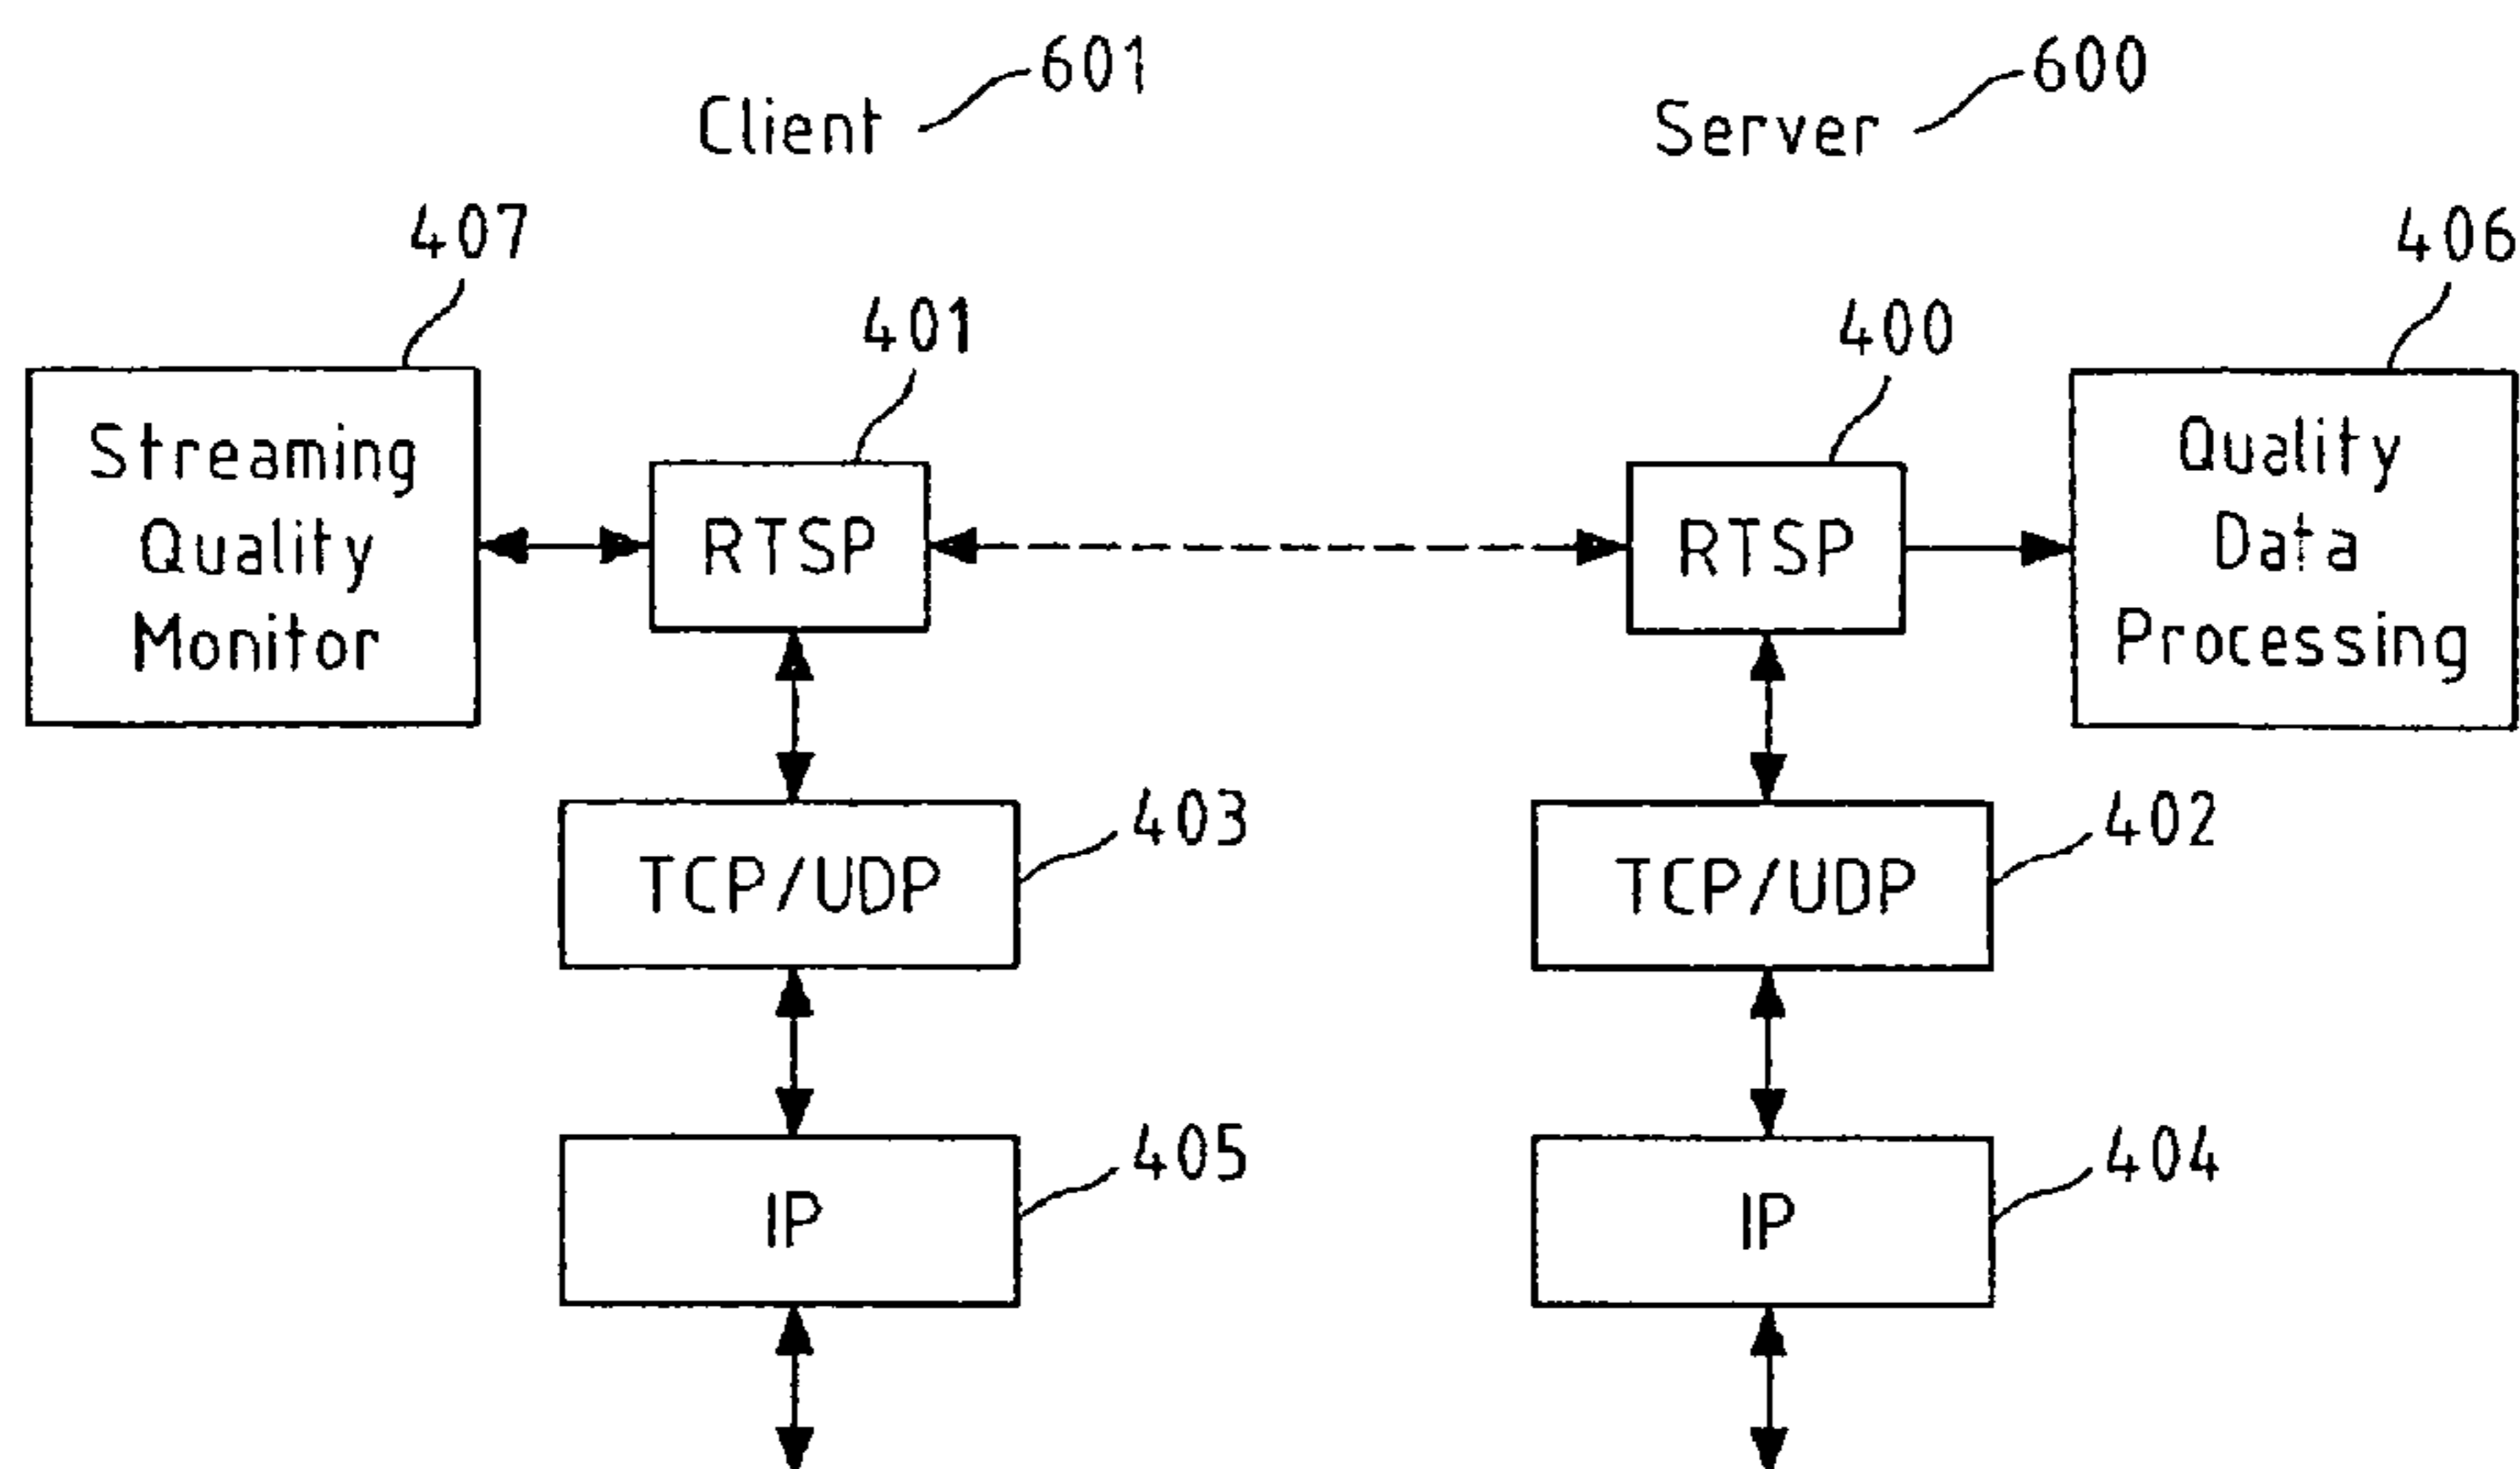 601
Client
600
Server
407
406
401
400
Streaming
Quality
Monitor
RTSP
RTSP
Quality
Data
Processing
403
402
TCP/UDP
TCP/UDP
405
404
IP
IP